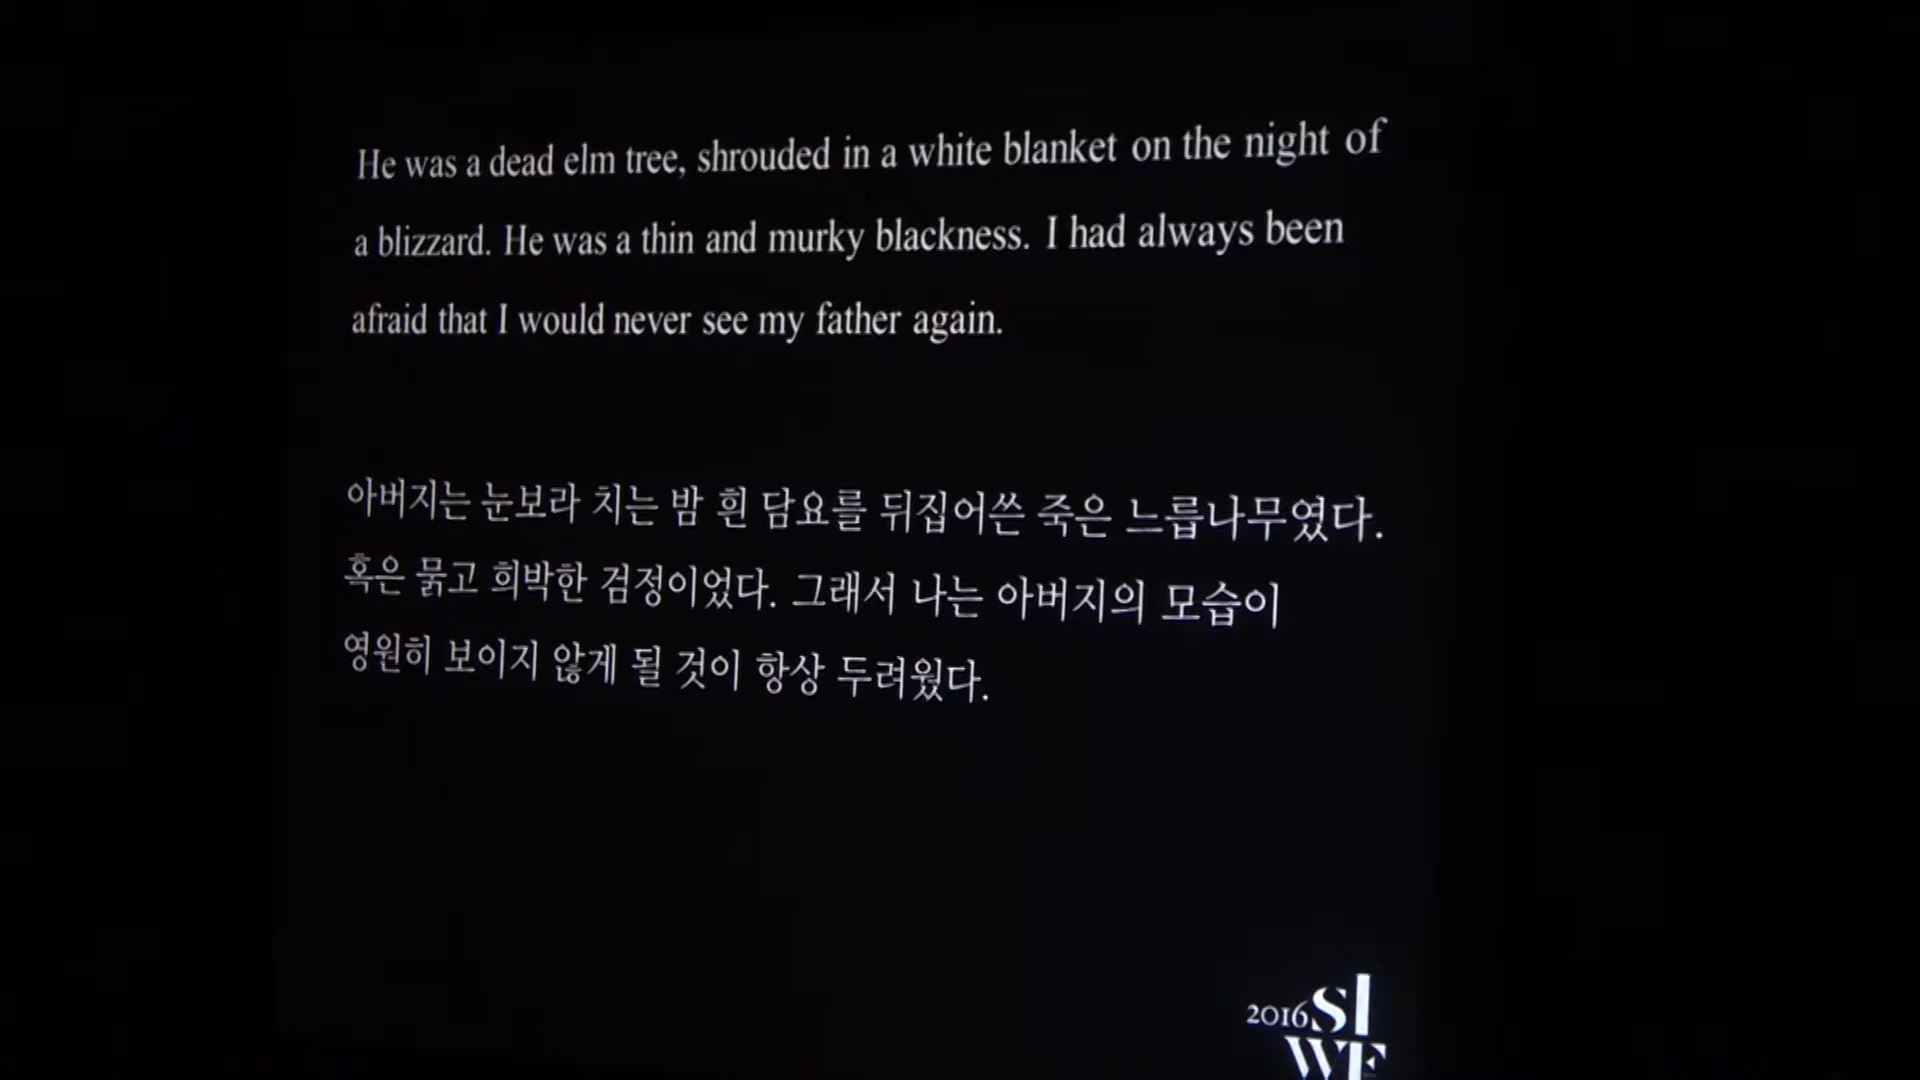 He was a dead elm tree, shrouded in a white blanket on the night of
a blizzard. He was a thin and murky blackness. I had always been
afraid that I would never see my father again.
아버지는 눈보라 치는 밤 흰 담요를 뒤집어쓴 죽은 느릅나무였다.
혹은 묽고 희박한 검정이었다. 그래서 나는 아버지의 모습이
영원히 보이지 않게 될 것이 항상 두려웠다.
2016 SI
WF